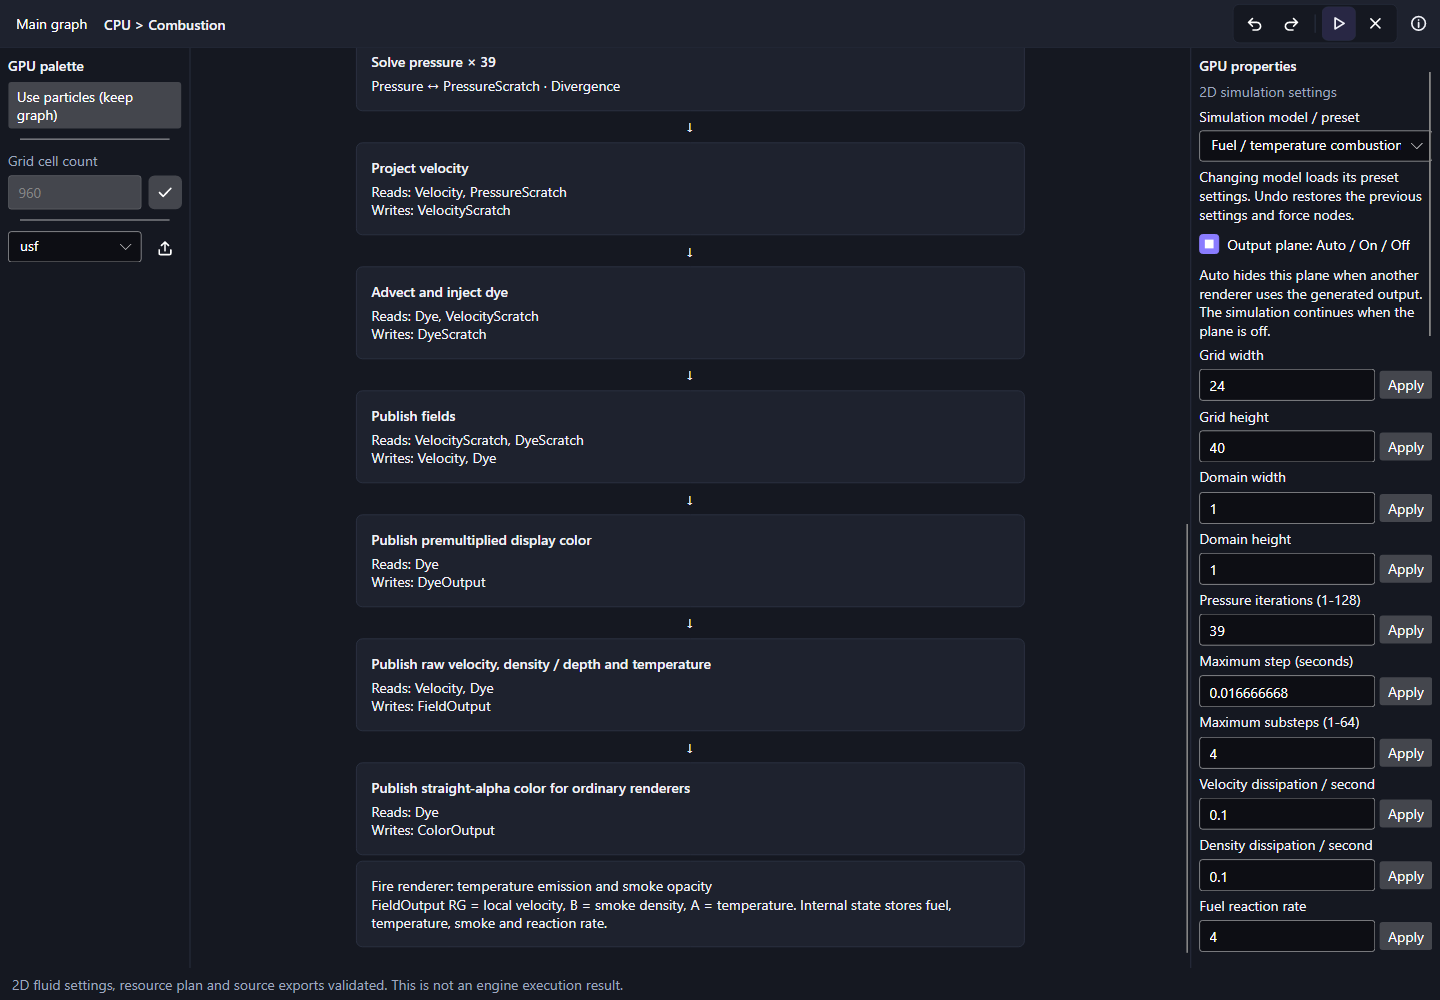 Main graph
CPU > Combustion
GPU palette
Use particles (keep
graph)
Grid cell count
960
usf
Solve pressure × 39
Pressure ↔ PressureScratch · Divergence
↓
Project velocity
Reads: Velocity, PressureScratch
Writes: VelocityScratch
↓
Advect and inject dye
Reads: Dye, VelocityScratch
Writes: DyeScratch
↓
Publish fields
Reads: VelocityScratch, DyeScratch
Writes: Velocity, Dye
↓
Publish premultiplied display color
Reads: Dye
Writes: DyeOutput
↓
Publish raw velocity, density / depth and temperature
Reads: Velocity, Dye
Writes: FieldOutput
↓
Publish straight-alpha color for ordinary renderers
Reads: Dye
Writes: ColorOutput
Fire renderer: temperature emission and smoke opacity
FieldOutput RG = local velocity, B = smoke density, A = temperature. Internal state stores fuel,
temperature, smoke and reaction rate.
GPU properties
2D simulation settings
Simulation model / preset
Fuel / temperature combustion
Changing model loads its preset
settings. Undo restores the previous
settings and force nodes.
Output plane: Auto / On / Off
Auto hides this plane when another
renderer uses the generated output.
The simulation continues when the
plane is off.
Grid width
24 Apply
Grid height
40 Apply
Domain width
1 Apply
Domain height
1 Apply
Pressure iterations (1-128)
39 Apply
Maximum step (seconds)
0.016666668 Apply
Maximum substeps (1-64)
4 Apply
Velocity dissipation / second
0.1 Apply
Density dissipation / second
0.1 Apply
Fuel reaction rate
4 Apply
2D fluid settings, resource plan and source exports validated. This is not an engine execution result.